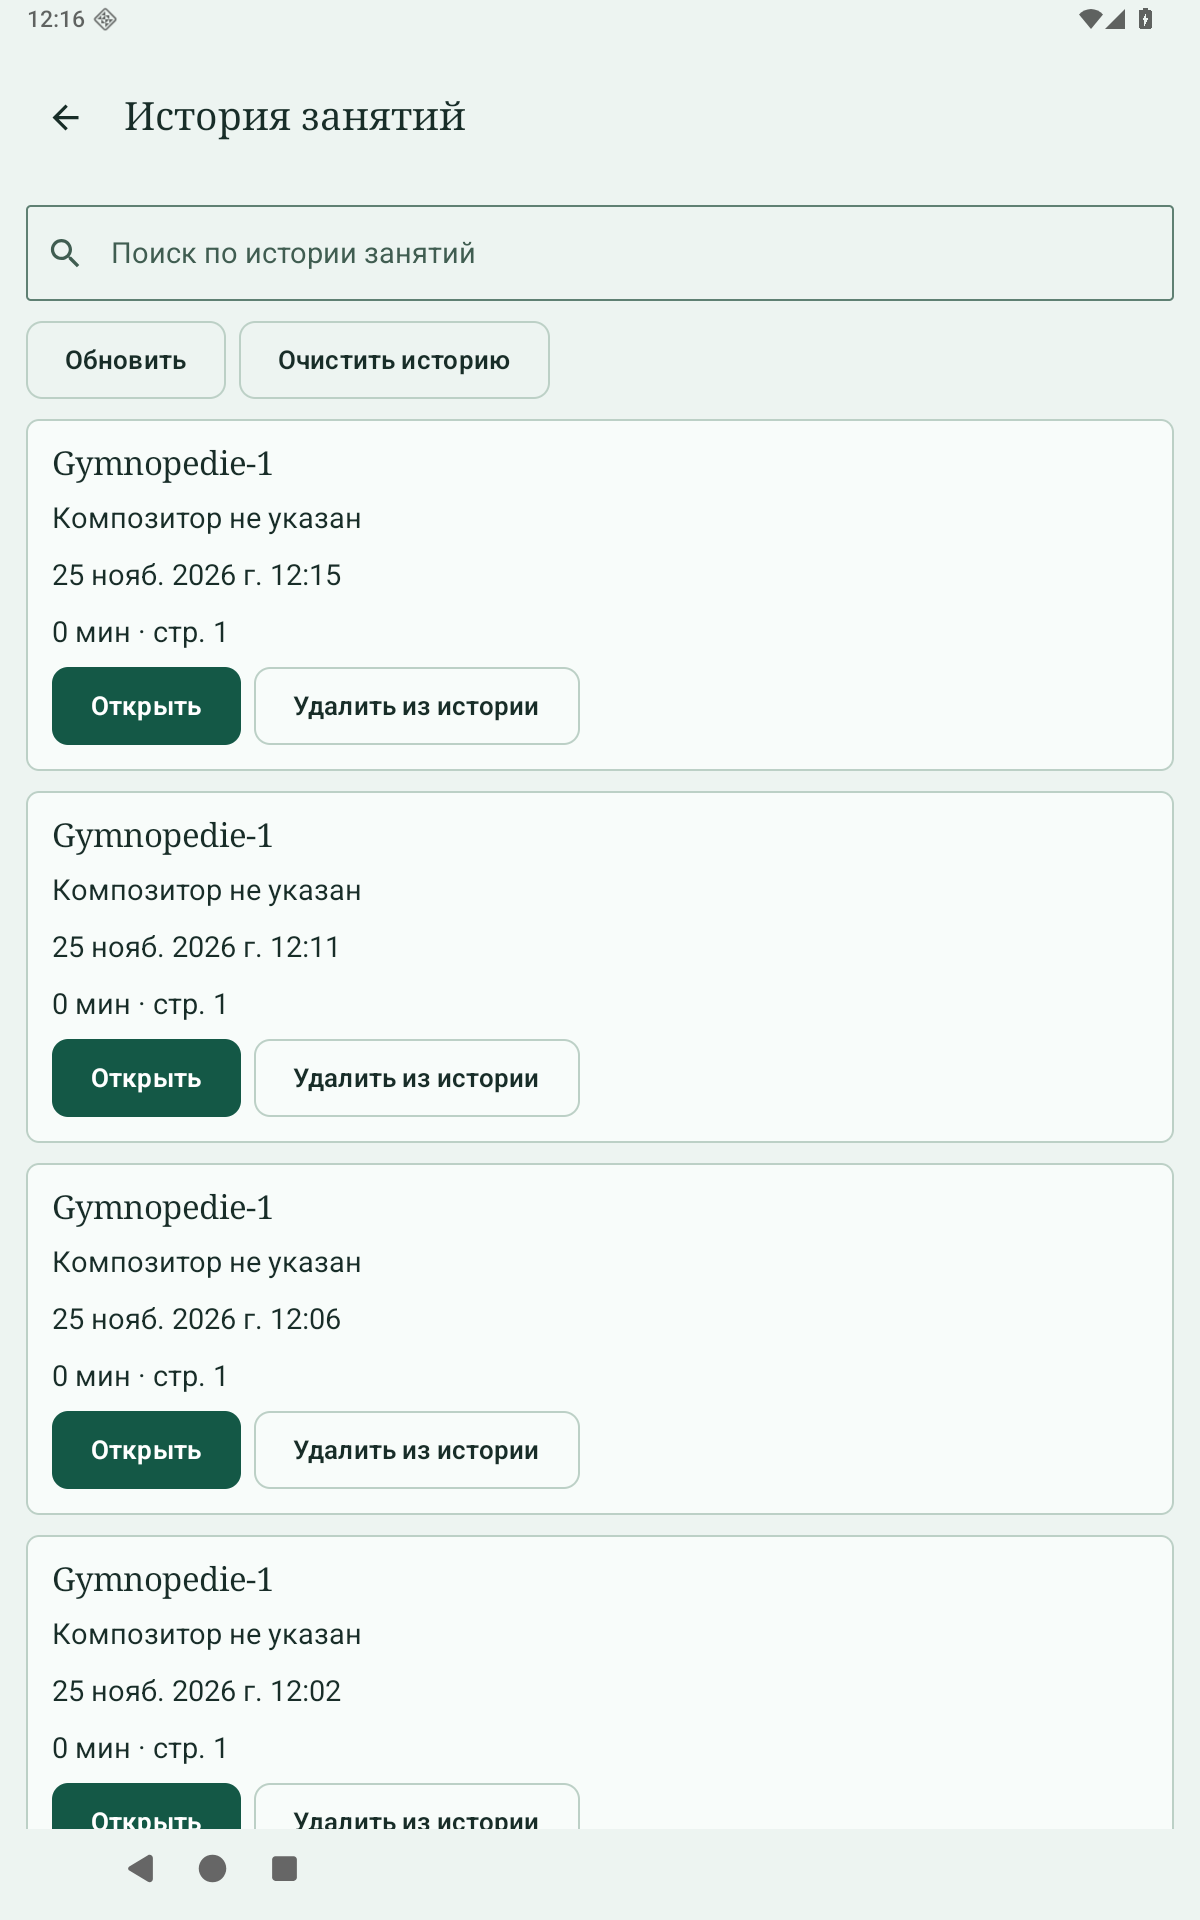 12:16
История занятий
Поиск по истории занятий
Обновить
Очистить историю
Gymnopedie-1
Композитор не указан
25 нояб. 2026 г. 12:15
0 мин · стр. 1
Открыть
Удалить из истории
Gymnopedie-1
Композитор не указан
25 нояб. 2026 г. 12:11
0 мин · стр. 1
Открыть
Удалить из истории
Gymnopedie-1
Композитор не указан
25 нояб. 2026 г. 12:06
0 мин · стр. 1
Открыть
Удалить из истории
Gymnopedie-1
Композитор не указан
25 нояб. 2026 г. 12:02
0 мин · стр. 1
Открыть
Удалить из истории